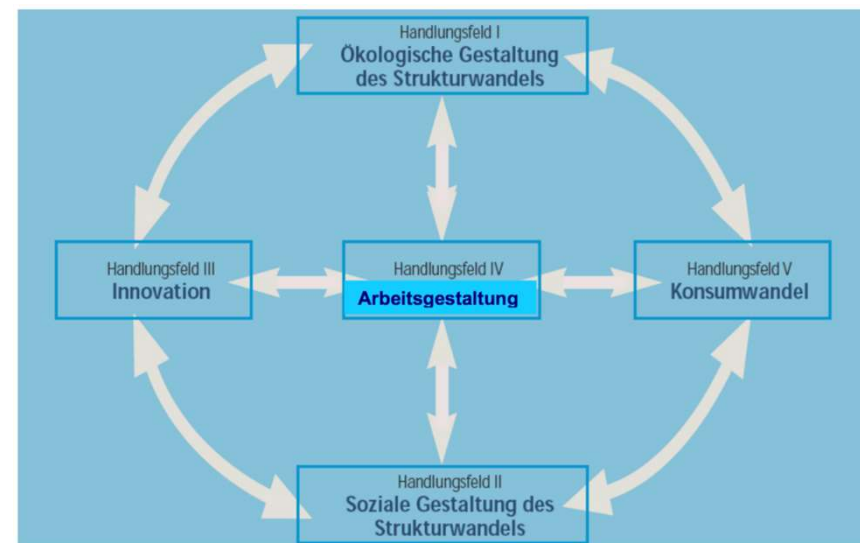 Handlungsfeld I
Ökologische Gestaltung
des Strukturwandels
Handlungsfeld III
Innovation
Handlungsfeld IV
Arbeitsgestaltung
Handlungsfeld V
Konsumwandel
Handlungsfeld II
Soziale Gestaltung des
Strukturwandels